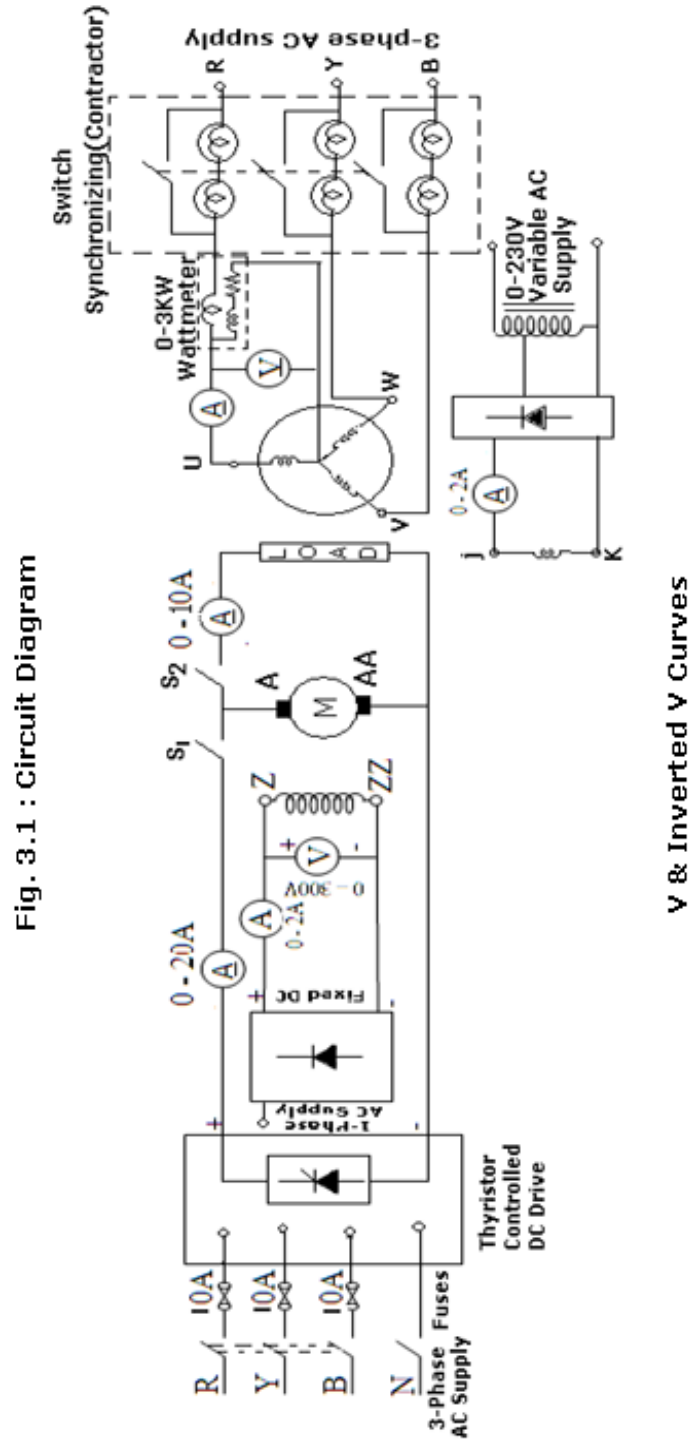 Fig. 3.1 : Circuit Diagram
R
Y
B
N
3-Phase
AC Supply
Fuses
10A
10A
10A
Thyristor
Controlled
DC Drive
+
-
1-Phase
AC Supply
Fixed DC
+
-
0 - 20A
A
A
0 - 2A
0 - 300V
V
+
-
Z
ZZ
S1
S2
A
M
AA
0 - 10A
A
LOAD
U
V
W
A
V
0-3KW
Wattmeter
Synchronizing(Contractor)
Switch
3-phase AC supply
R
Y
B
j
K
0 - 2A
A
0-230V
Variable AC
Supply
V & Inverted V Curves